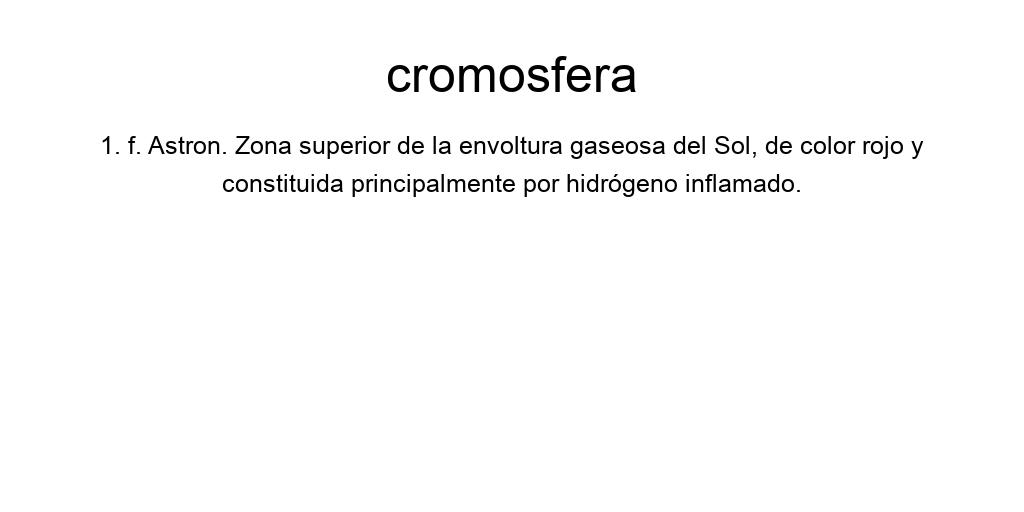 cromosfera
1. f. Astron. Zona superior de la envoltura gaseosa del Sol, de color rojo y
constituida principalmente por hidrógeno inflamado.